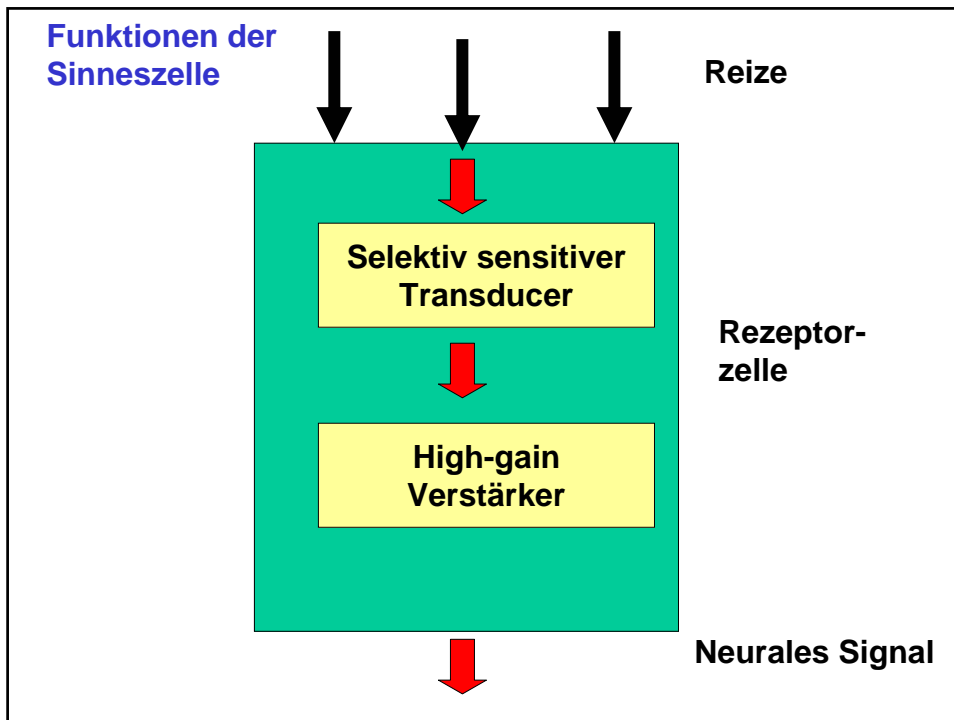 Funktionen der
Sinneszelle
Reize
Selektiv sensitiver
Transducer
Rezeptor-
zelle
High-gain
Verstärker
Neurales Signal